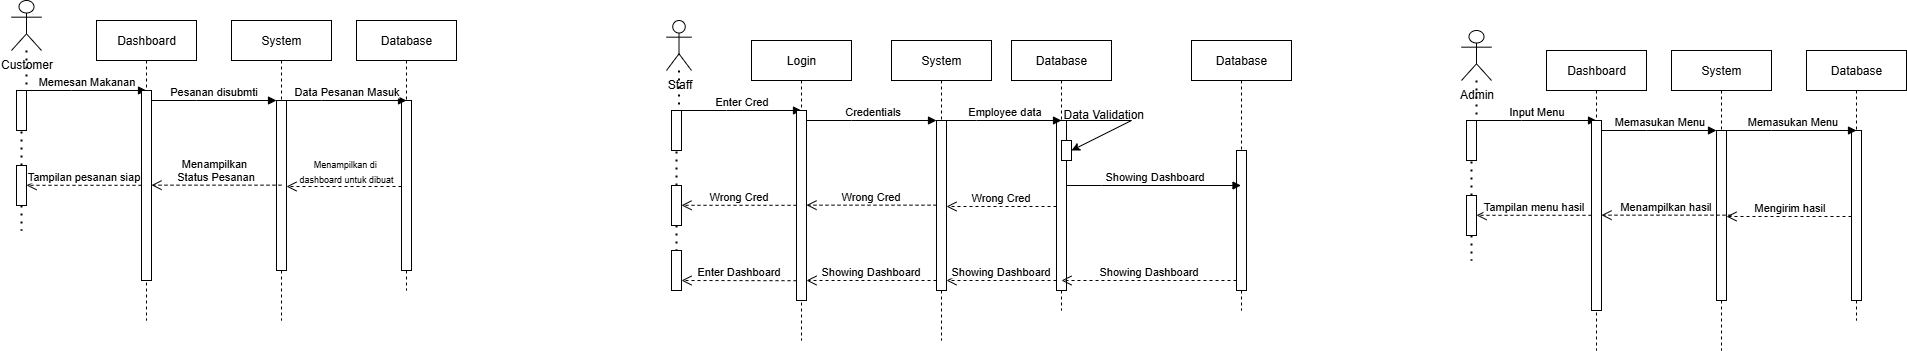 Customer
Dashboard
System
Database
Memesan Makanan
Pesanan disubmti
Data Pesanan Masuk
Tampilan pesanan siap
Menampilkan
Status Pesanan
Menampilkan di
dashboard untuk dibuat
Staff
Login
System
Database
Database
Enter Cred
Credentials
Employee data
Data Validation
Showing Dashboard
Wrong Cred
Wrong Cred
Wrong Cred
Enter Dashboard
Showing Dashboard
Showing Dashboard
Showing Dashboard
Admin
Dashboard
System
Database
Input Menu
Memasukan Menu
Memasukan Menu
Tampilan menu hasil
Menampilkan hasil
Mengirim hasil